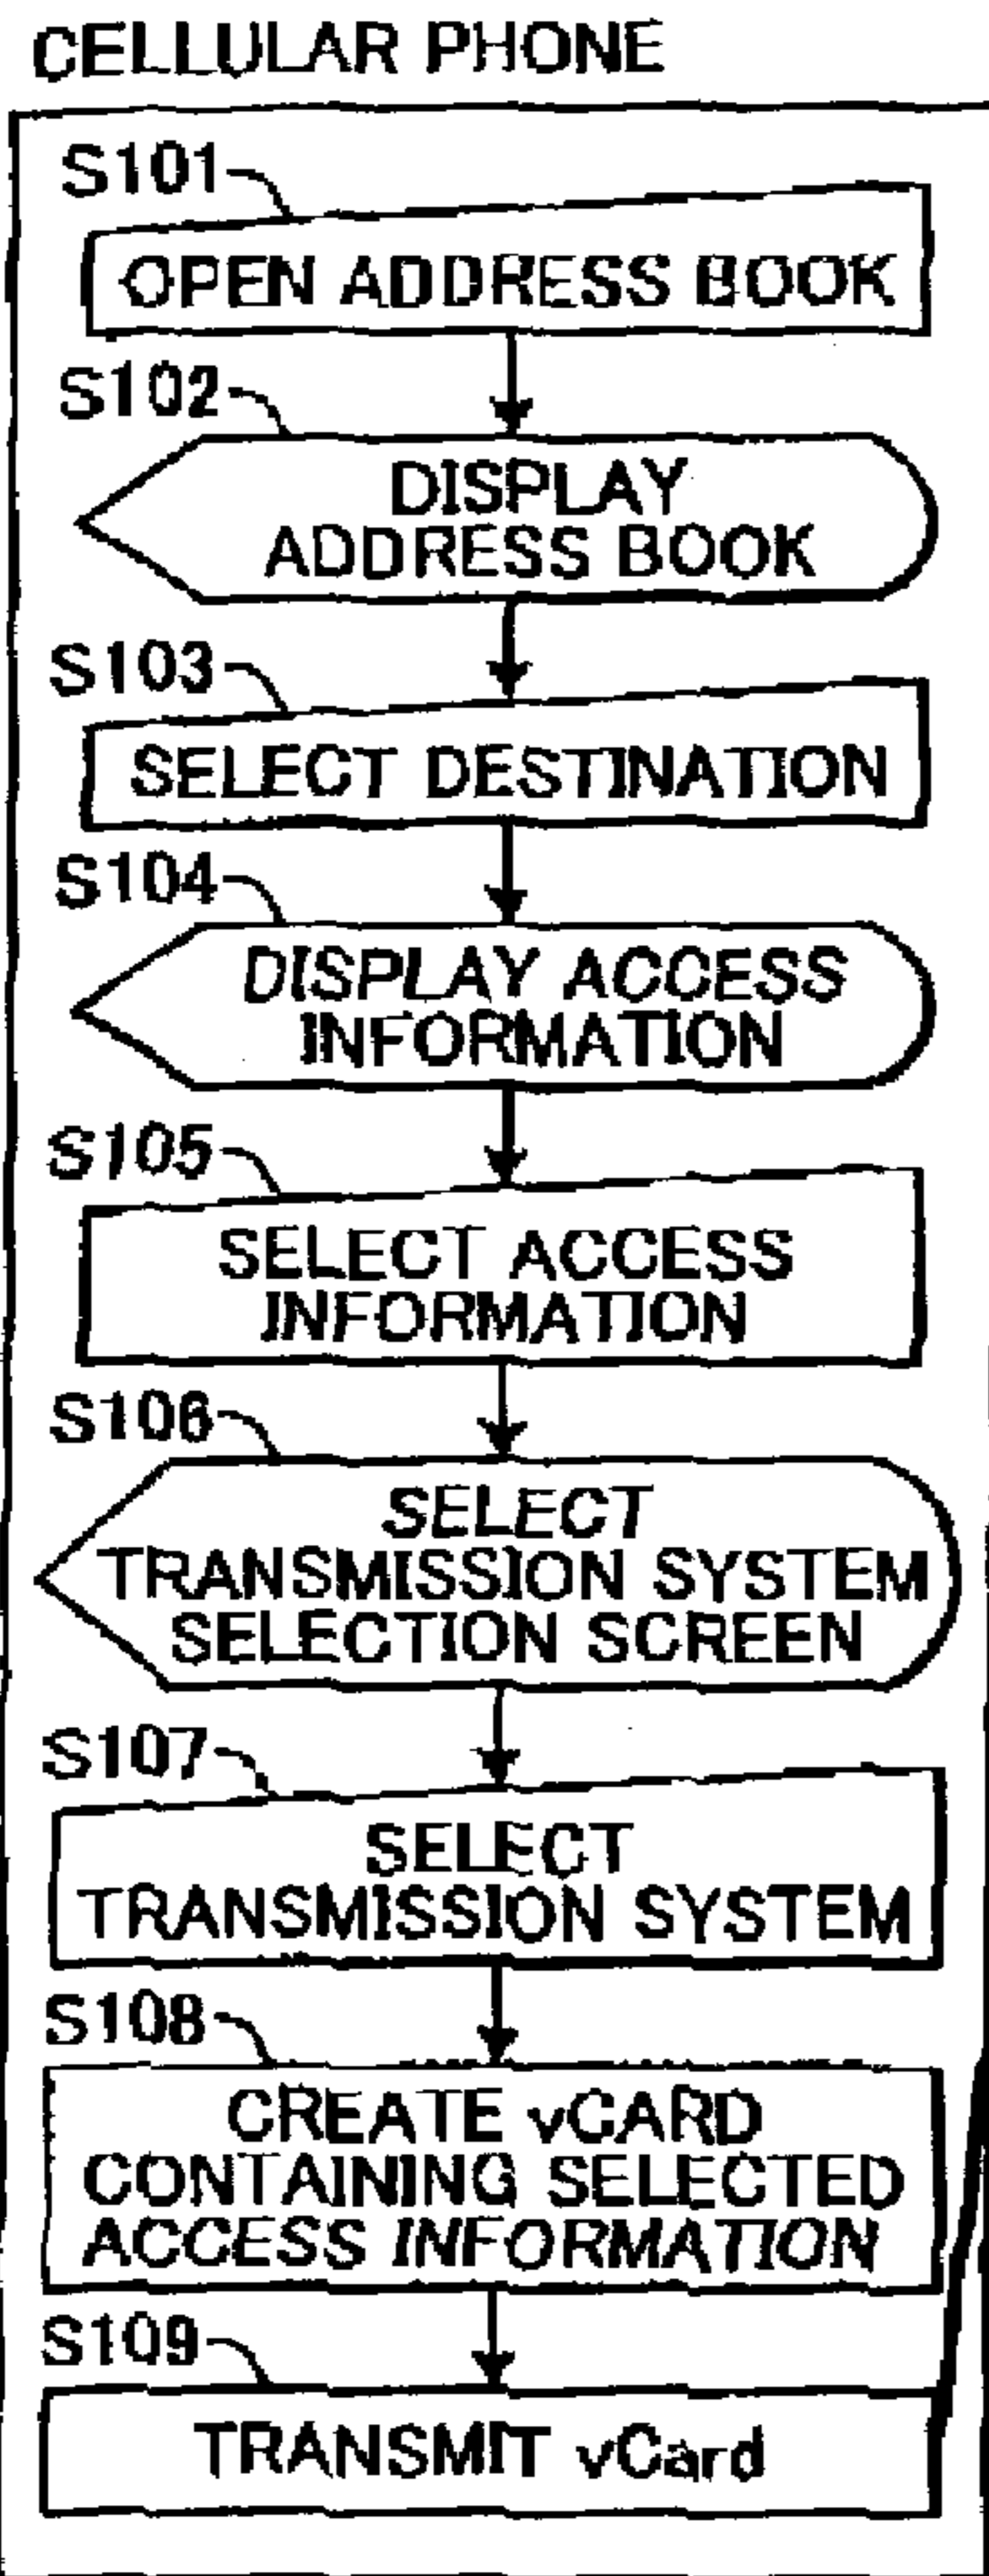 CELLULAR PHONE
S101
OPEN ADDRESS BOOK
S102
DISPLAY
ADDRESS BOOK
S103
SELECT DESTINATION
S104
DISPLAY ACCESS
INFORMATION
S105
SELECT ACCESS
INFORMATION
S106
SELECT
TRANSMISSION SYSTEM
SELECTION SCREEN
S107
SELECT
TRANSMISSION SYSTEM
S108
CREATE vCARD
CONTAINING SELECTED
ACCESS INFORMATION
S109
TRANSMIT vCard